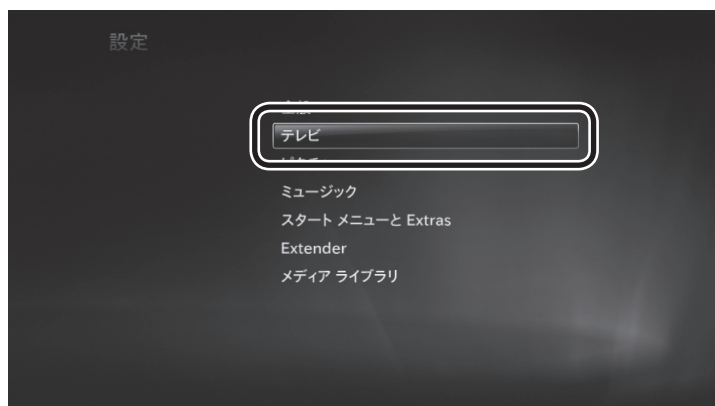 設定
テレビ
ミュージック
スタート メニューと Extras
Extender
メディア ライブラリ